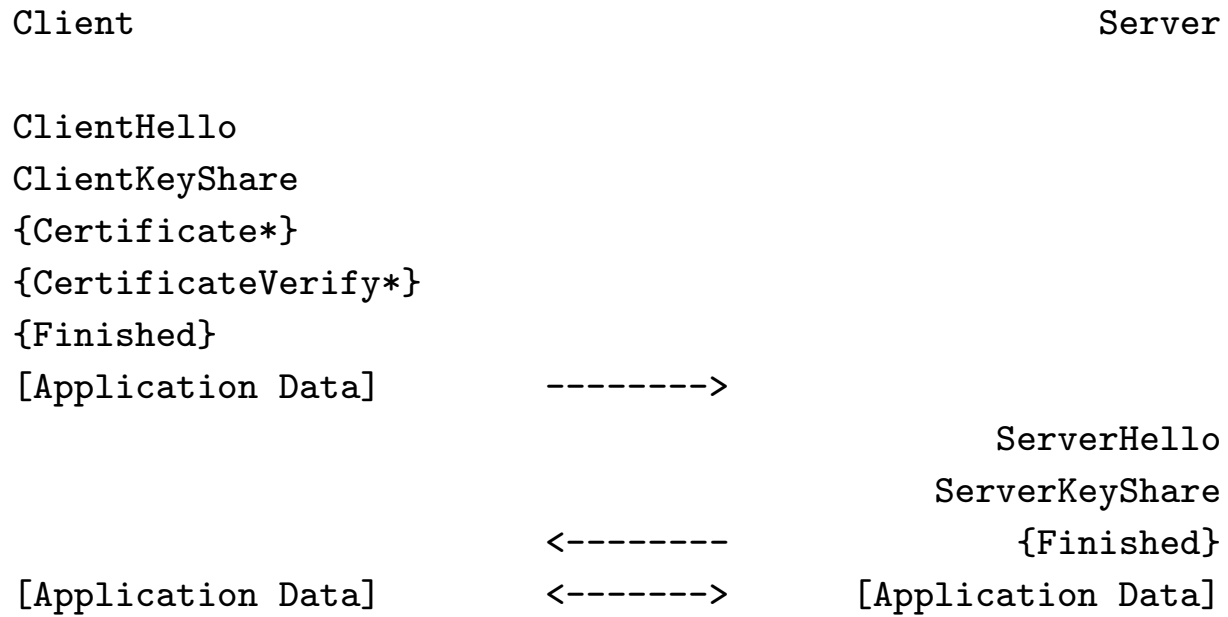 Client Server
ClientHello
ClientKeyShare
{Certificate*}
{CertificateVerify*}
{Finished}
[Application Data] -------->
ServerHello
ServerKeyShare
<-------- {Finished}
[Application Data] <-------> [Application Data]